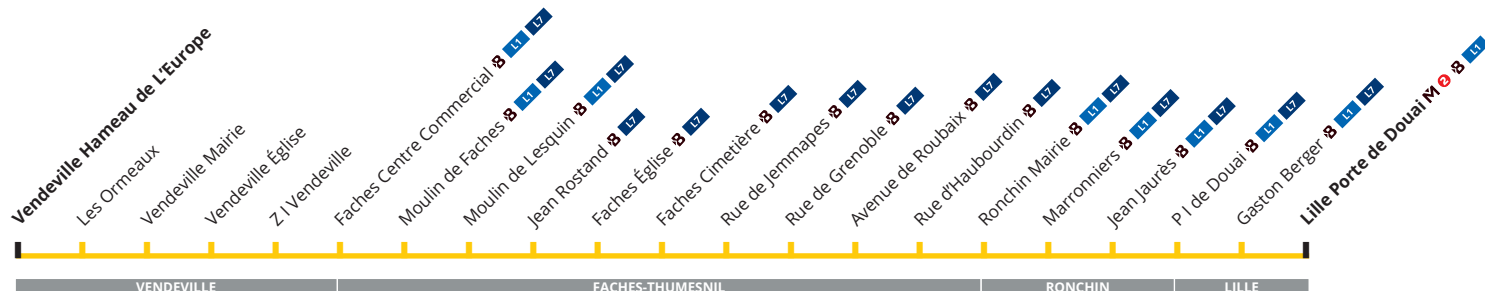 Vendeville Hameau de L'Europe
Les Ormeaux
Vendeville Mairie
Vendeville Église
Z I Vendeville
Faches Centre Commercial B L1 L7
Moulin de Faches B L1 L7
Moulin de Lesquin B L1 L7
Jean Rostand B L7
Faches Église B L7
Faches Cimetière B L7
Rue de Jemmapes B L7
Rue de Grenoble B L7
Avenue de Roubaix B L7
Rue d'Haubourdin B L7
Ronchin Mairie B L1 L7
Marronniers B L1 L7
Jean Jaurès B L1 L7
P I de Douai B L1 L7
Gaston Berger B L1 L7
Lille Porte de Douai M 2 B L1
VENDEVILLE
FACHES-THUMESNIL
RONCHIN
LILLE